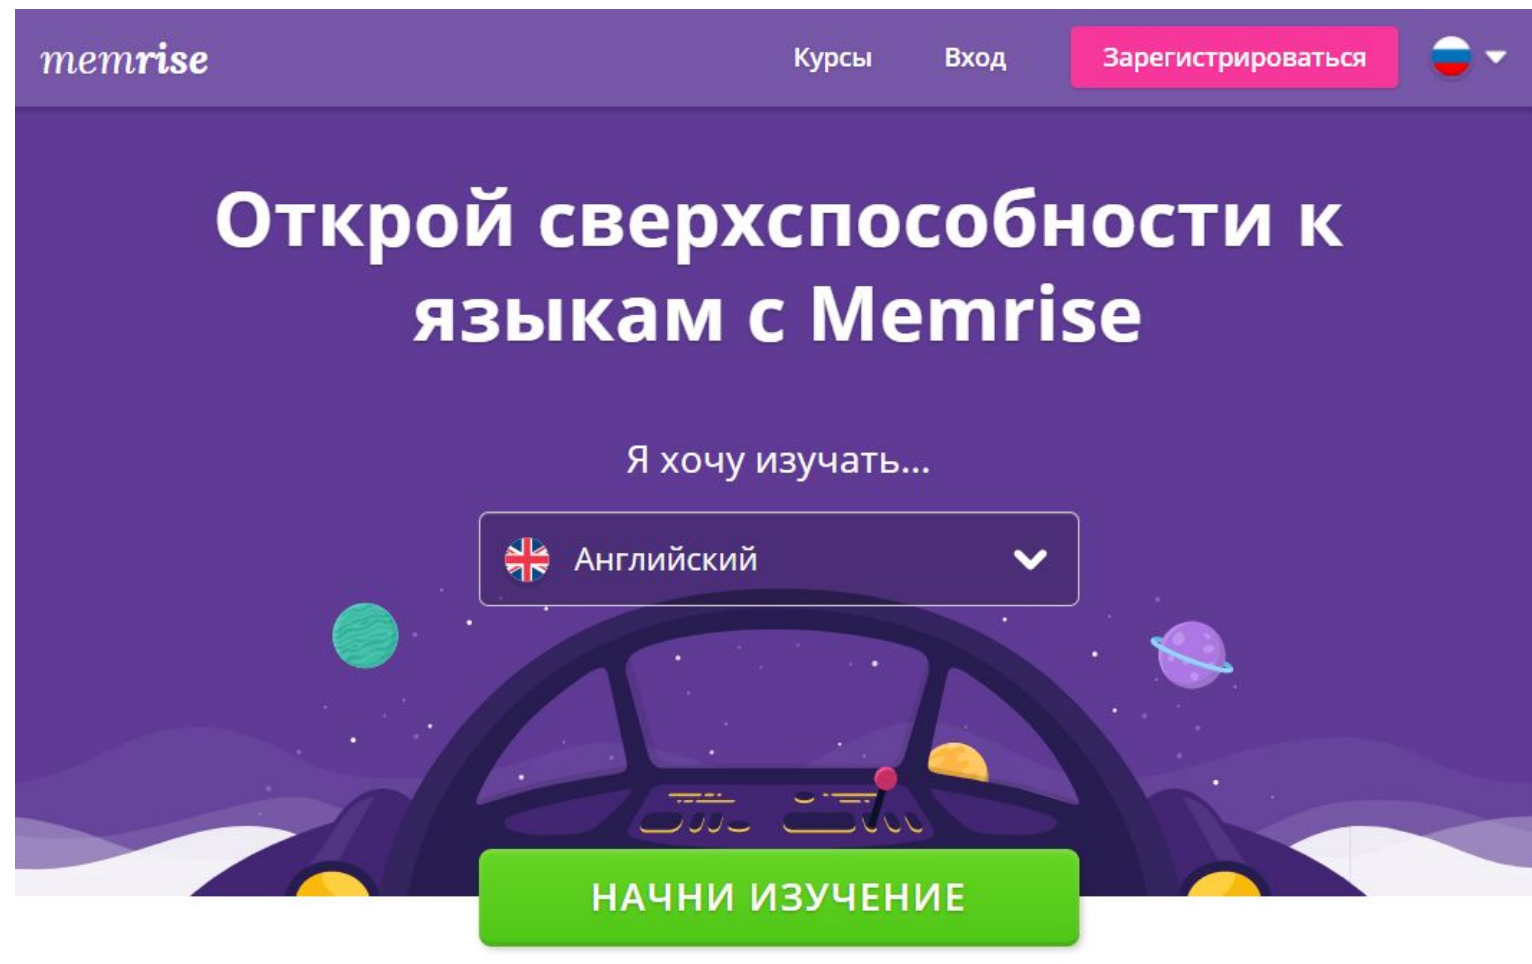 memrise
Курсы
Вход
Зарегистрироваться
Открой сверхспособности к
языкам с Memrise
Я хочу изучать...
Английский
НАЧНИ ИЗУЧЕНИЕ